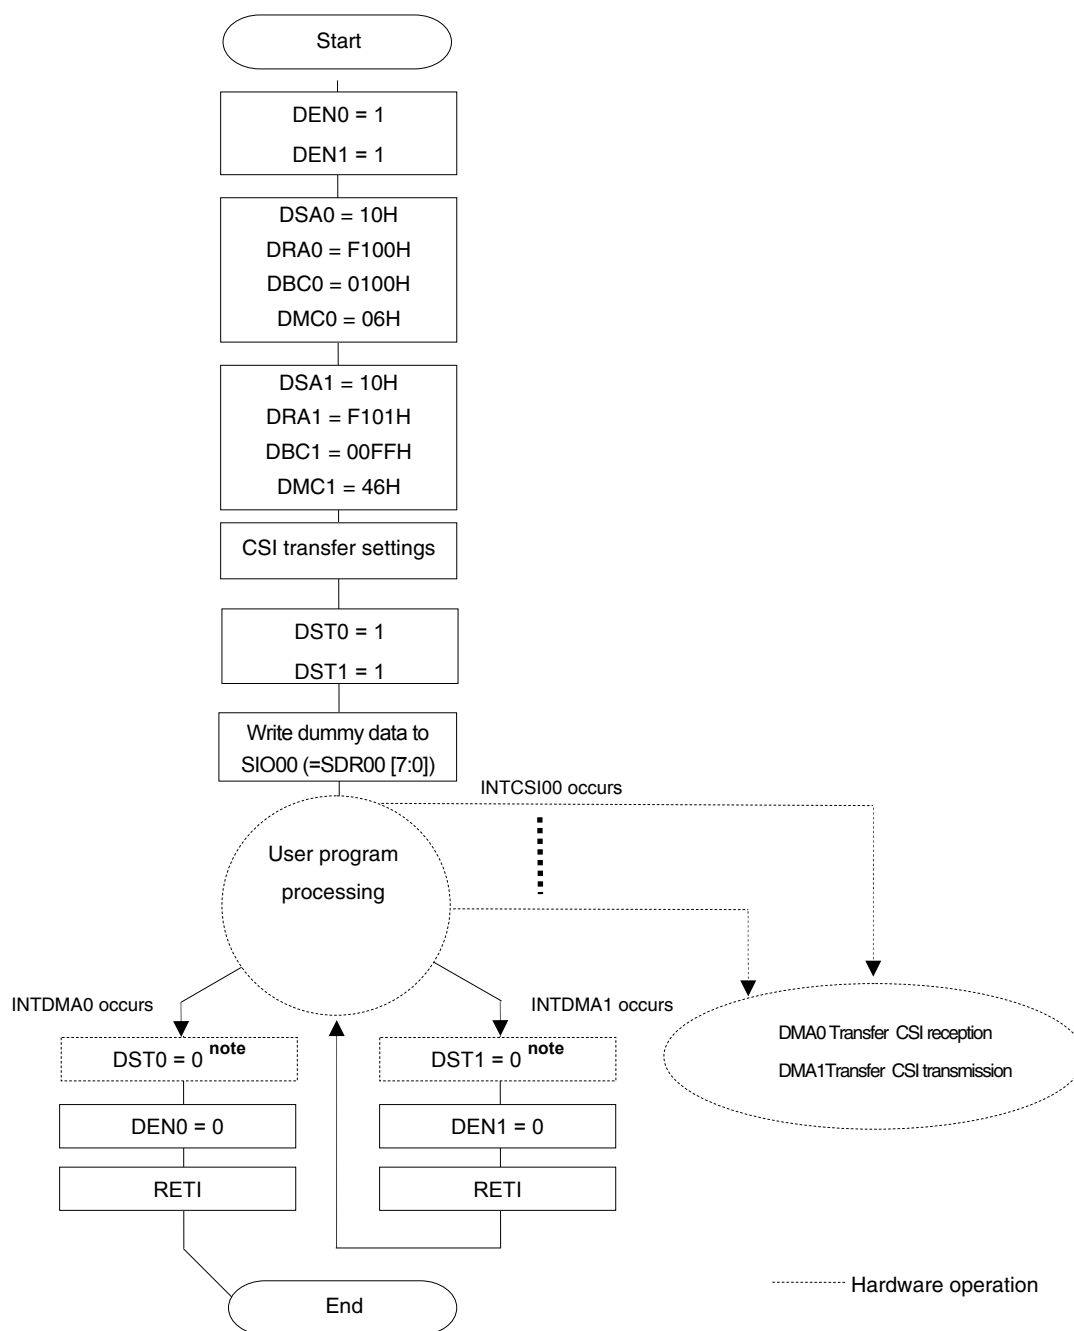 Start
DEN0 = 1
DEN1 = 1
DSA0 = 10H
DRA0 = F100H
DBC0 = 0100H
DMC0 = 06H
DSA1 = 10H
DRA1 = F101H
DBC1 = 00FFH
DMC1 = 46H
CSI transfer settings
DST0 = 1
DST1 = 1
Write dummy data to
SIO00 (=SDR00 [7:0])
INTCSI00 occurs
User program
processing
INTDMA0 occurs
INTDMA1 occurs
DST0 = 0 note
DST1 = 0 note
DMA0 Transfer CSI reception
DMA1Transfer CSI transmission
DEN0 = 0
DEN1 = 0
RETI
RETI
Hardware operation
End